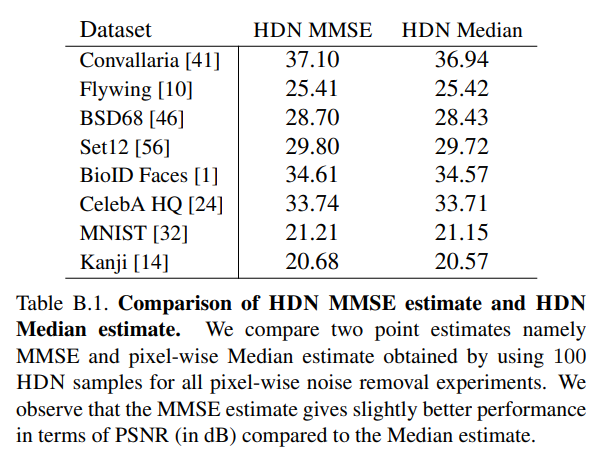 Dataset HDN MMSE HDN Median
Convallaria [41] 37.10 36.94
Flywing [10] 25.41 25.42
BSD68 [46] 28.70 28.43
Set12 [56] 29.80 29.72
BioID Faces [1] 34.61 34.57
CelebA HQ [24] 33.74 33.71
MNIST [32] 21.21 21.15
Kanji [14] 20.68 20.57
Table B.1. Comparison of HDN MMSE estimate and HDN
Median estimate. We compare two point estimates namely
MMSE and pixel-wise Median estimate obtained by using 100
HDN samples for all pixel-wise noise removal experiments. We
observe that the MMSE estimate gives slightly better performance
in terms of PSNR (in dB) compared to the Median estimate.